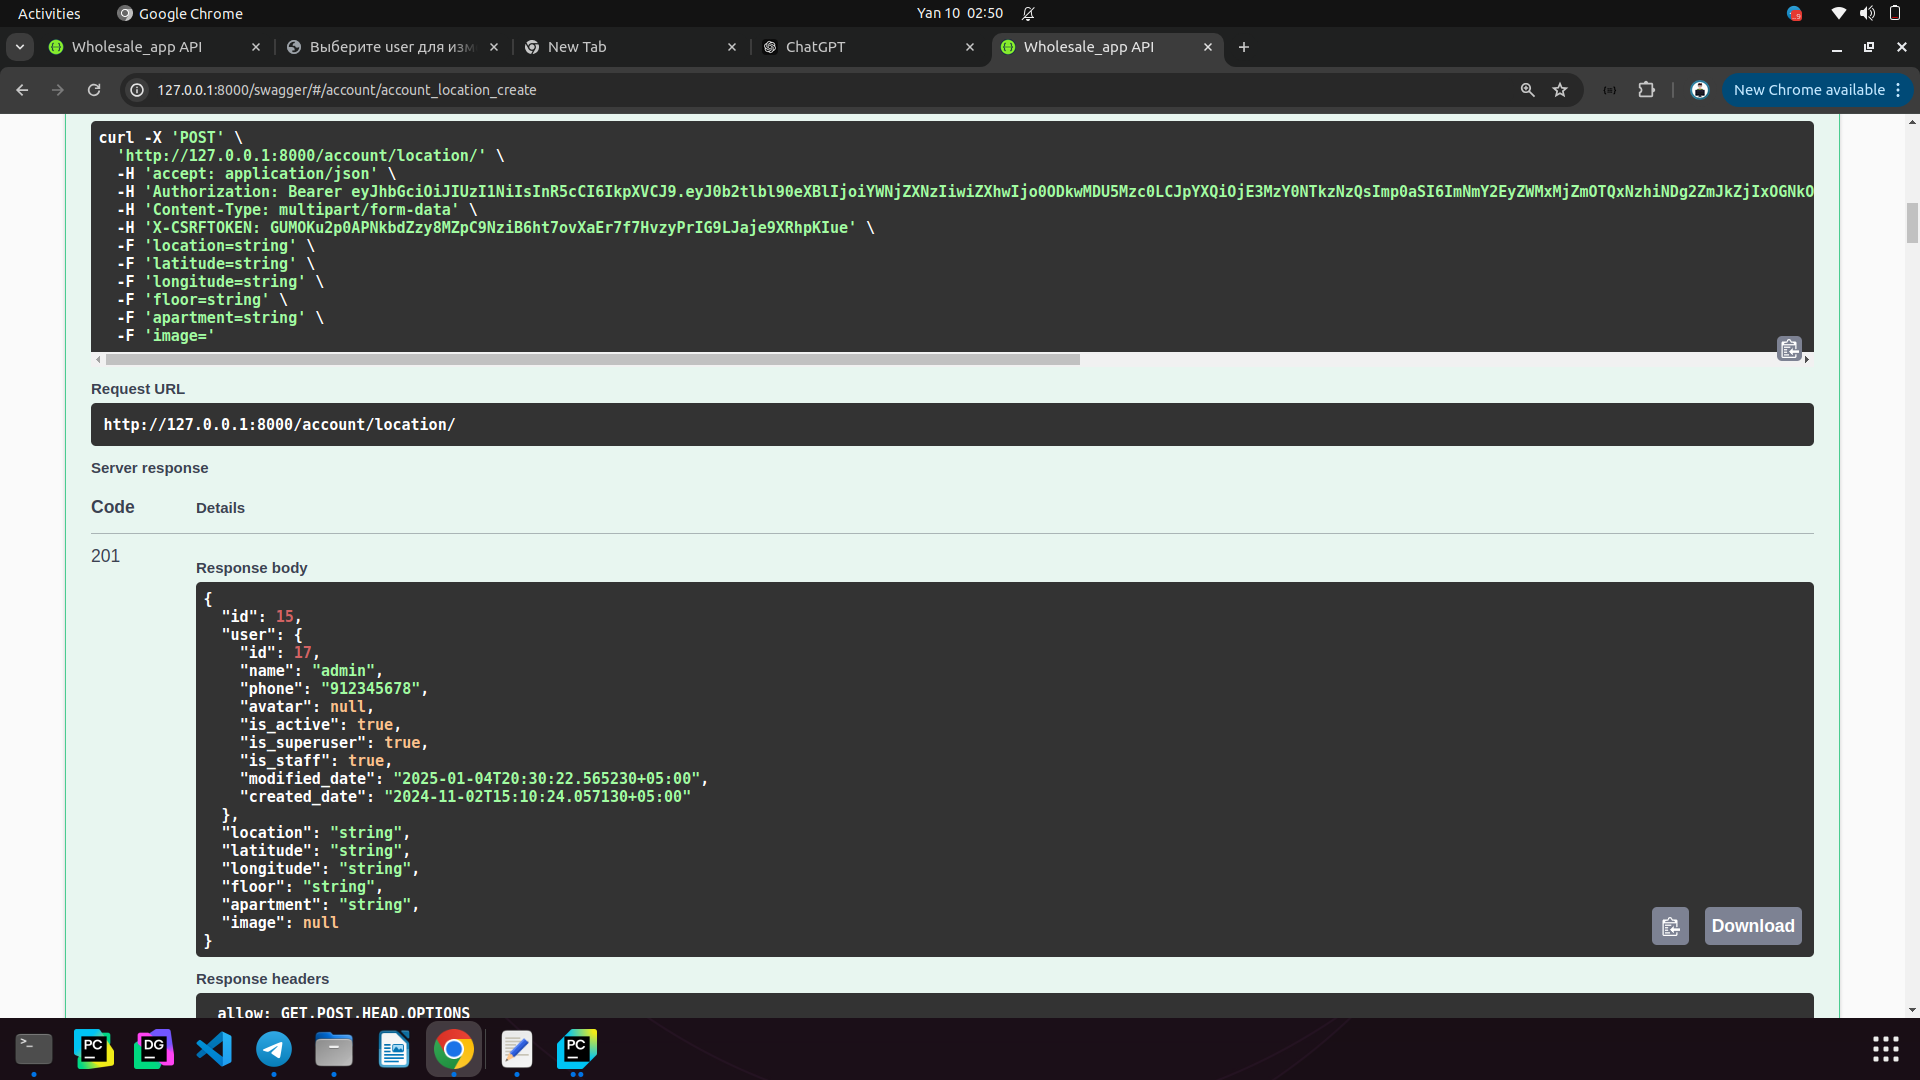 Activities
Google Chrome
Yan 10 02:50
Wholesale_app API
Выберите user для изм
New Tab
ChatGPT
Wholesale_app API
127.0.0.1:8000/swagger/#/account/account_location_create
New Chrome available
curl -X 'POST' \
'http://127.0.0.1:8000/account/location/' \
-H 'accept: application/json' \
-H 'Authorization: Bearer
-H 'Content-Type: multipart/form-data' \
-H 'X-CSRFTOKEN: GUMOKu2p0APNkbdZzy8MZpC9NziB6ht7ovXaEr7f7HvzyPrIG9LJaje9XRhpKIue' \
-F 'location=string' \
-F 'latitude=string' \
-F 'longitude=string' \
-F 'floor=string' \
-F 'apartment=string' \
-F 'image='
Request URL
http://127.0.0.1:8000/account/location/
Server response
Code
Details
201
Response body
{
"id": 15,
"user": {
"id": 17,
"name": "admin",
"phone": "912345678",
"avatar": null,
"is_active": true,
"is_superuser": true,
"is_staff": true,
"modified_date": "2025-01-04T20:30:22.565230+05:00",
"created_date": "2024-11-02T15:10:24.057130+05:00"
},
"location": "string",
"latitude": "string",
"longitude": "string",
"floor": "string",
"apartment": "string",
"image": null
}
Download
Response headers
allow: GET,POST,HEAD,OPTIONS
PC
DG
PC